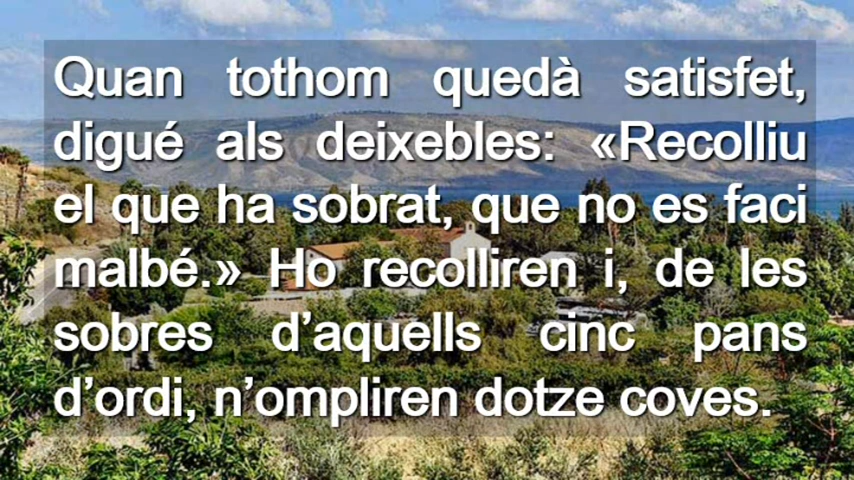 Quan tothom quedà satisfet,
digué als deixebles: «Recolliu
el que ha sobrat, que no es faci
malbé.» Ho recolliren i, de les
sobres d’aquells cinc pans
d’ordi, n’ompliren dotze coves.